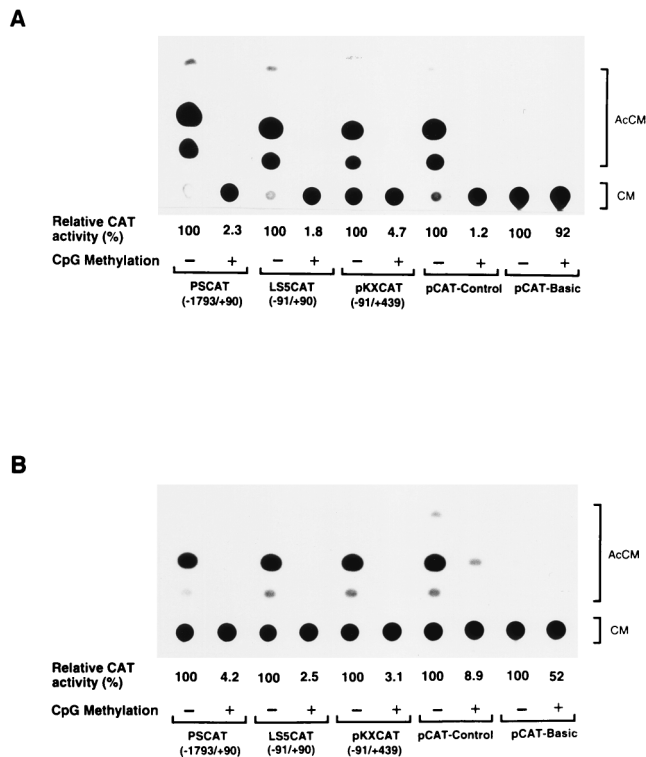 A
AcCM
CM
Relative CAT
activity (%)
100 2.3 100 1.8 100 4.7 100 1.2 100 92
CpG Methylation − + − + − + − + − +
PSCAT LS5CAT pKXCAT pCAT-Control pCAT-Basic
(-1793/+90) (-91/+90) (-91/+439)
B
AcCM
CM
Relative CAT
activity (%)
100 4.2 100 2.5 100 3.1 100 8.9 100 52
CpG Methylation − + − + − + − + − +
PSCAT LS5CAT pKXCAT pCAT-Control pCAT-Basic
(-1793/+90) (-91/+90) (-91/+439)